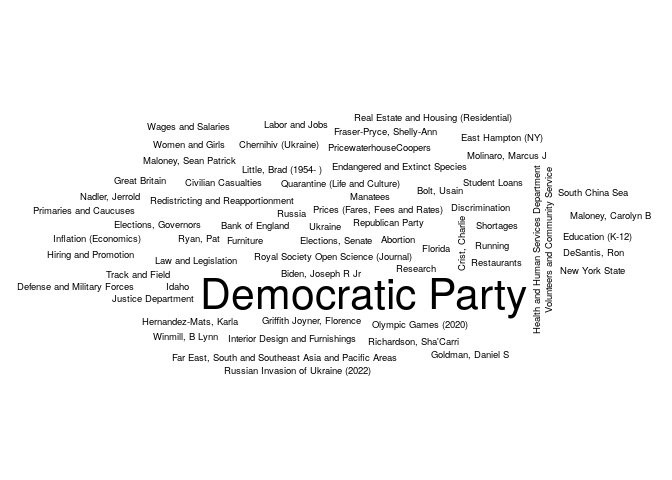 Real Estate and Housing (Residential)
Wages and Salaries
Labor and Jobs
Fraser-Pryce, Shelly-Ann
East Hampton (NY)
Women and Girls
Chernihiv (Ukraine)
PricewaterhouseCoopers
Molinaro, Marcus J
Maloney, Sean Patrick
Little, Brad (1954- )
Endangered and Extinct Species
Great Britain
Civilian Casualties
Quarantine (Life and Culture)
Student Loans
Bolt, Usain
South China Sea
Nadler, Jerrold
Redistricting and Reapportionment
Manatees
Primaries and Caucuses
Russia
Prices (Fares, Fees and Rates)
Discrimination
Maloney, Carolyn B
Elections, Governors
Bank of England
Ukraine
Republican Party
Shortages
Inflation (Economics)
Ryan, Pat
Furniture
Elections, Senate
Abortion
Florida
Crist, Charlie
Running
Education (K-12)
Hiring and Promotion
Law and Legislation
Royal Society Open Science (Journal)
Restaurants
DeSantis, Ron
Track and Field
Biden, Joseph R Jr
Research
New York State
Health and Human Services Department
Volunteers and Community Service
Defense and Military Forces
Idaho
Justice Department
Democratic Party
Hernandez-Mats, Karla
Griffith Joyner, Florence
Olympic Games (2020)
Winmill, B Lynn
Interior Design and Furnishings
Richardson, Sha'Carri
Far East, South and Southeast Asia and Pacific Areas
Goldman, Daniel S
Russian Invasion of Ukraine (2022)